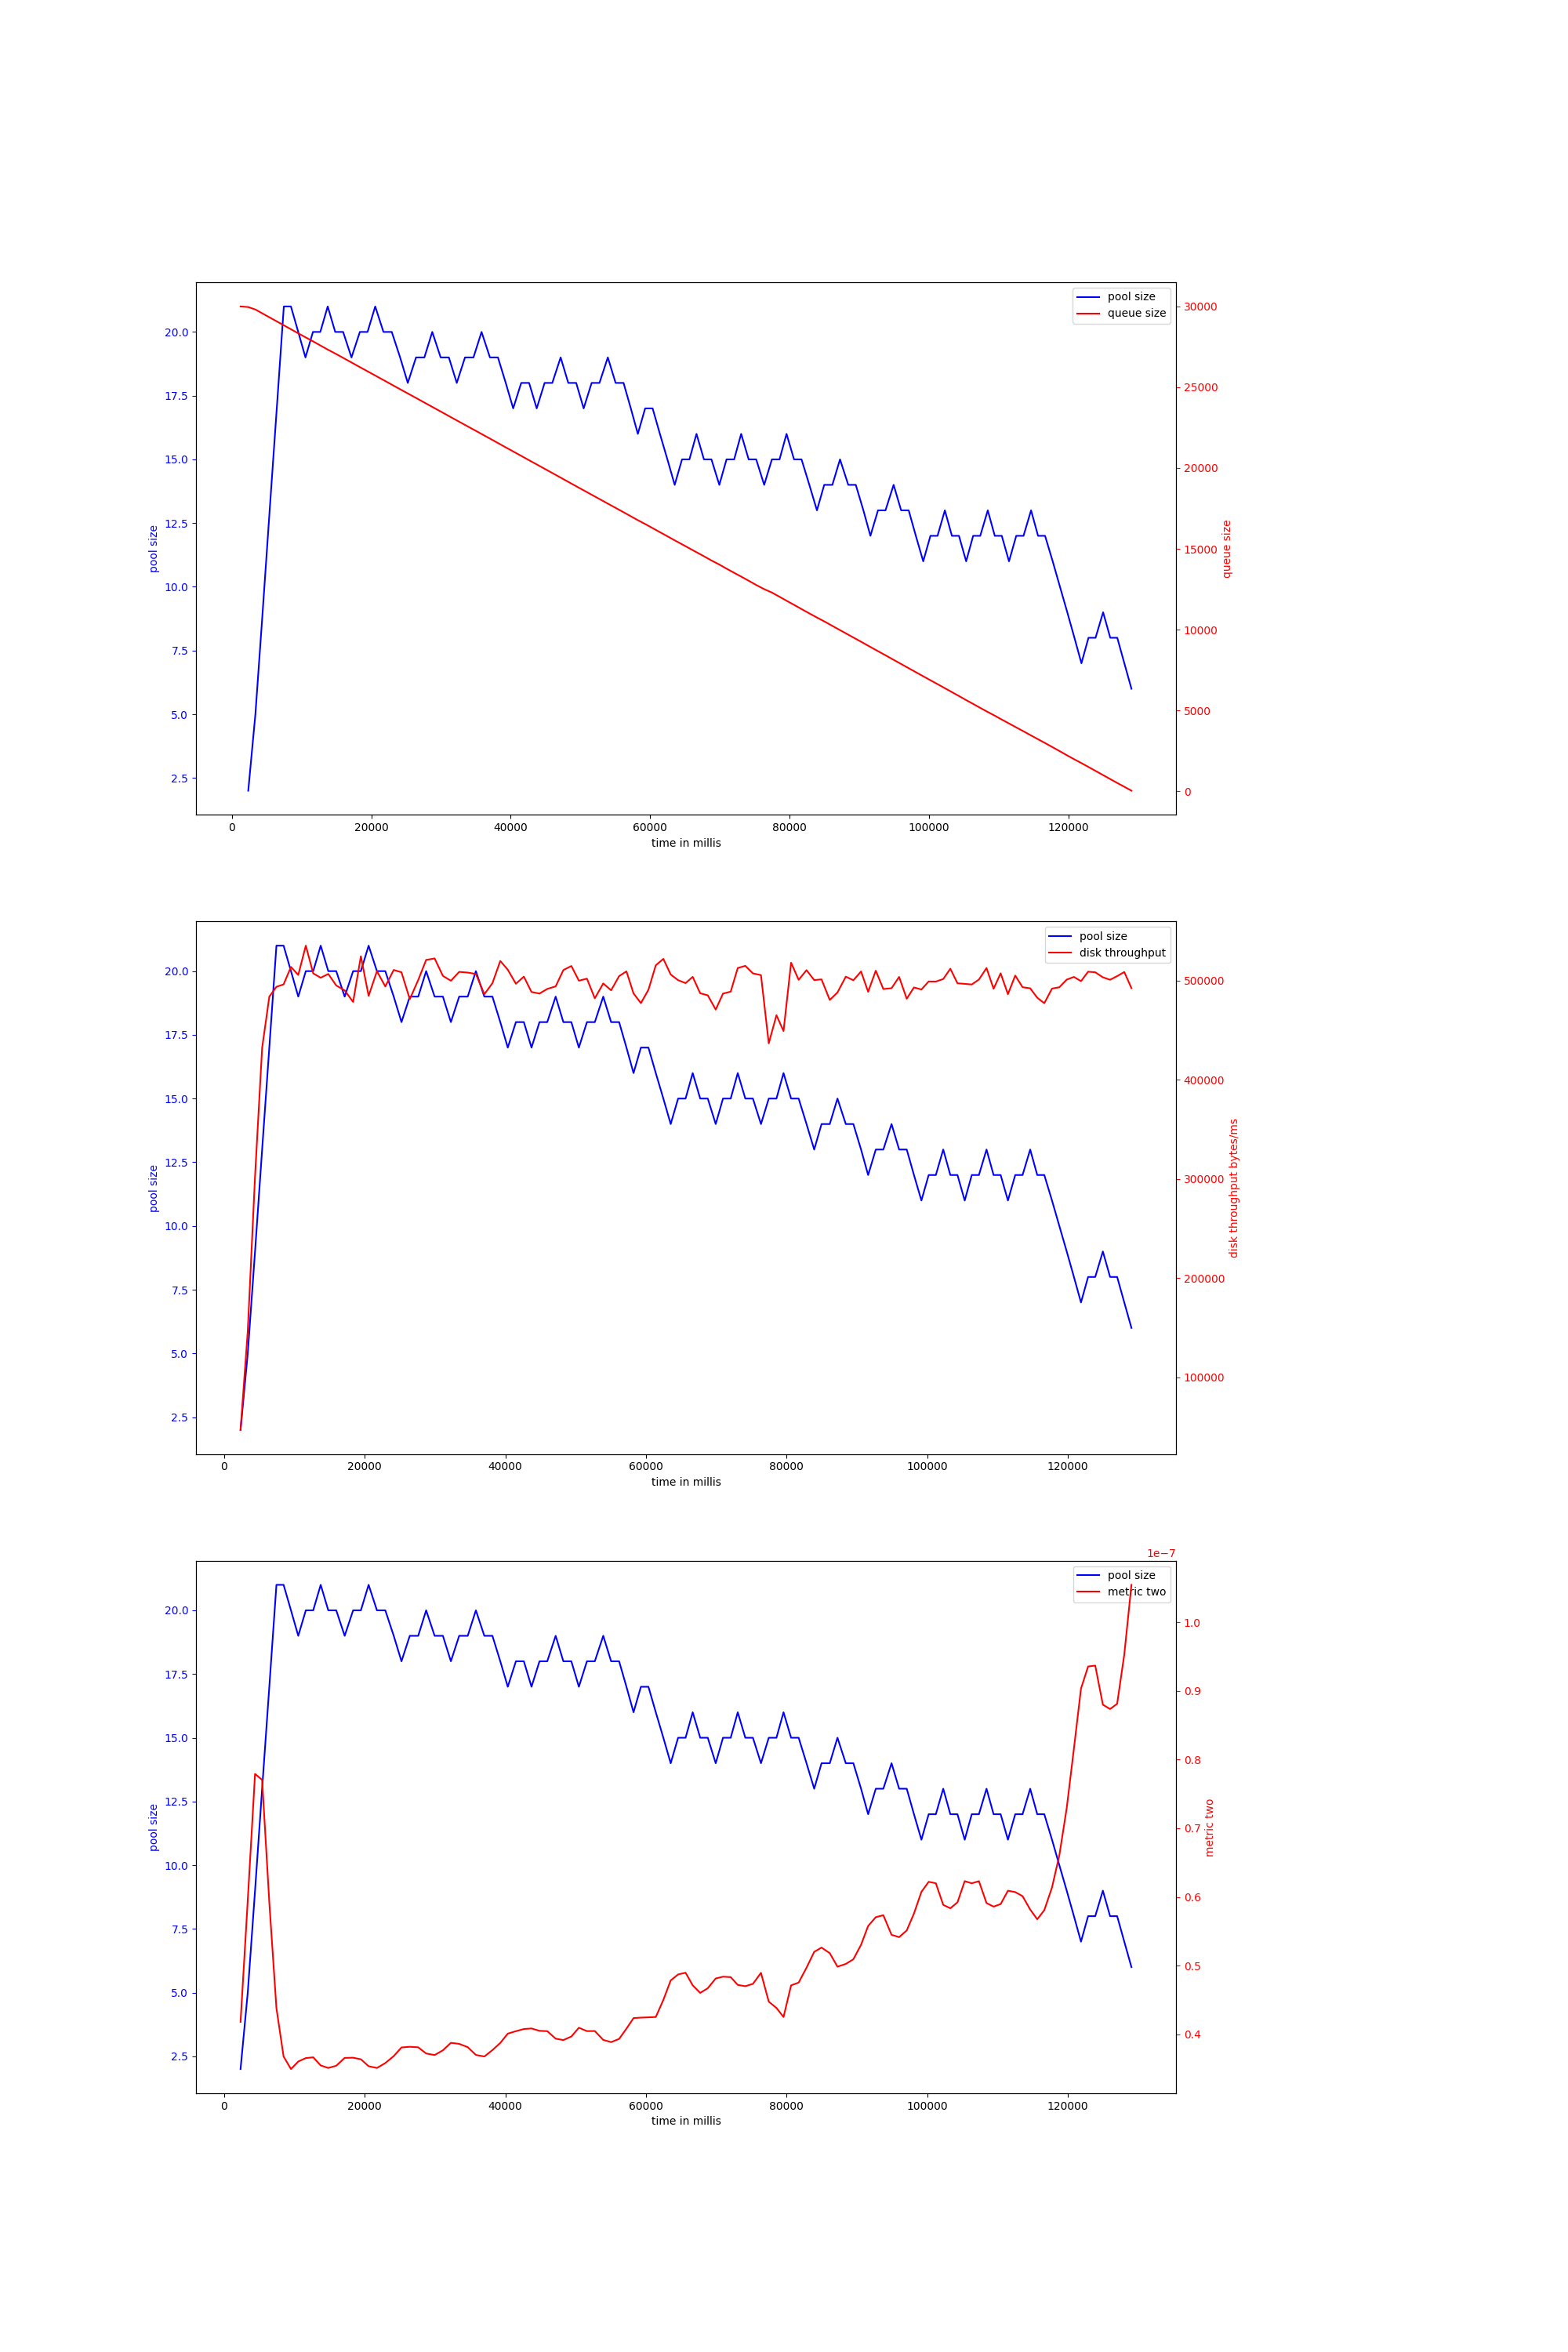 pool size
queue size
20.0
17.5
15.0
12.5
10.0
7.5
5.0
2.5
pool size
30000
25000
20000
15000
10000
5000
0
queue size
0 20000 40000 60000 80000 100000 120000
time in millis
pool size
disk throughput
20.0
17.5
15.0
12.5
10.0
7.5
5.0
2.5
pool size
500000
400000
300000
200000
100000
disk throughput bytes/ms
0 20000 40000 60000 80000 100000 120000
time in millis
1e−7
pool size
metric two
20.0
17.5
15.0
12.5
10.0
7.5
5.0
2.5
pool size
1.0
0.9
0.8
0.7
0.6
0.5
0.4
metric two
0 20000 40000 60000 80000 100000 120000
time in millis